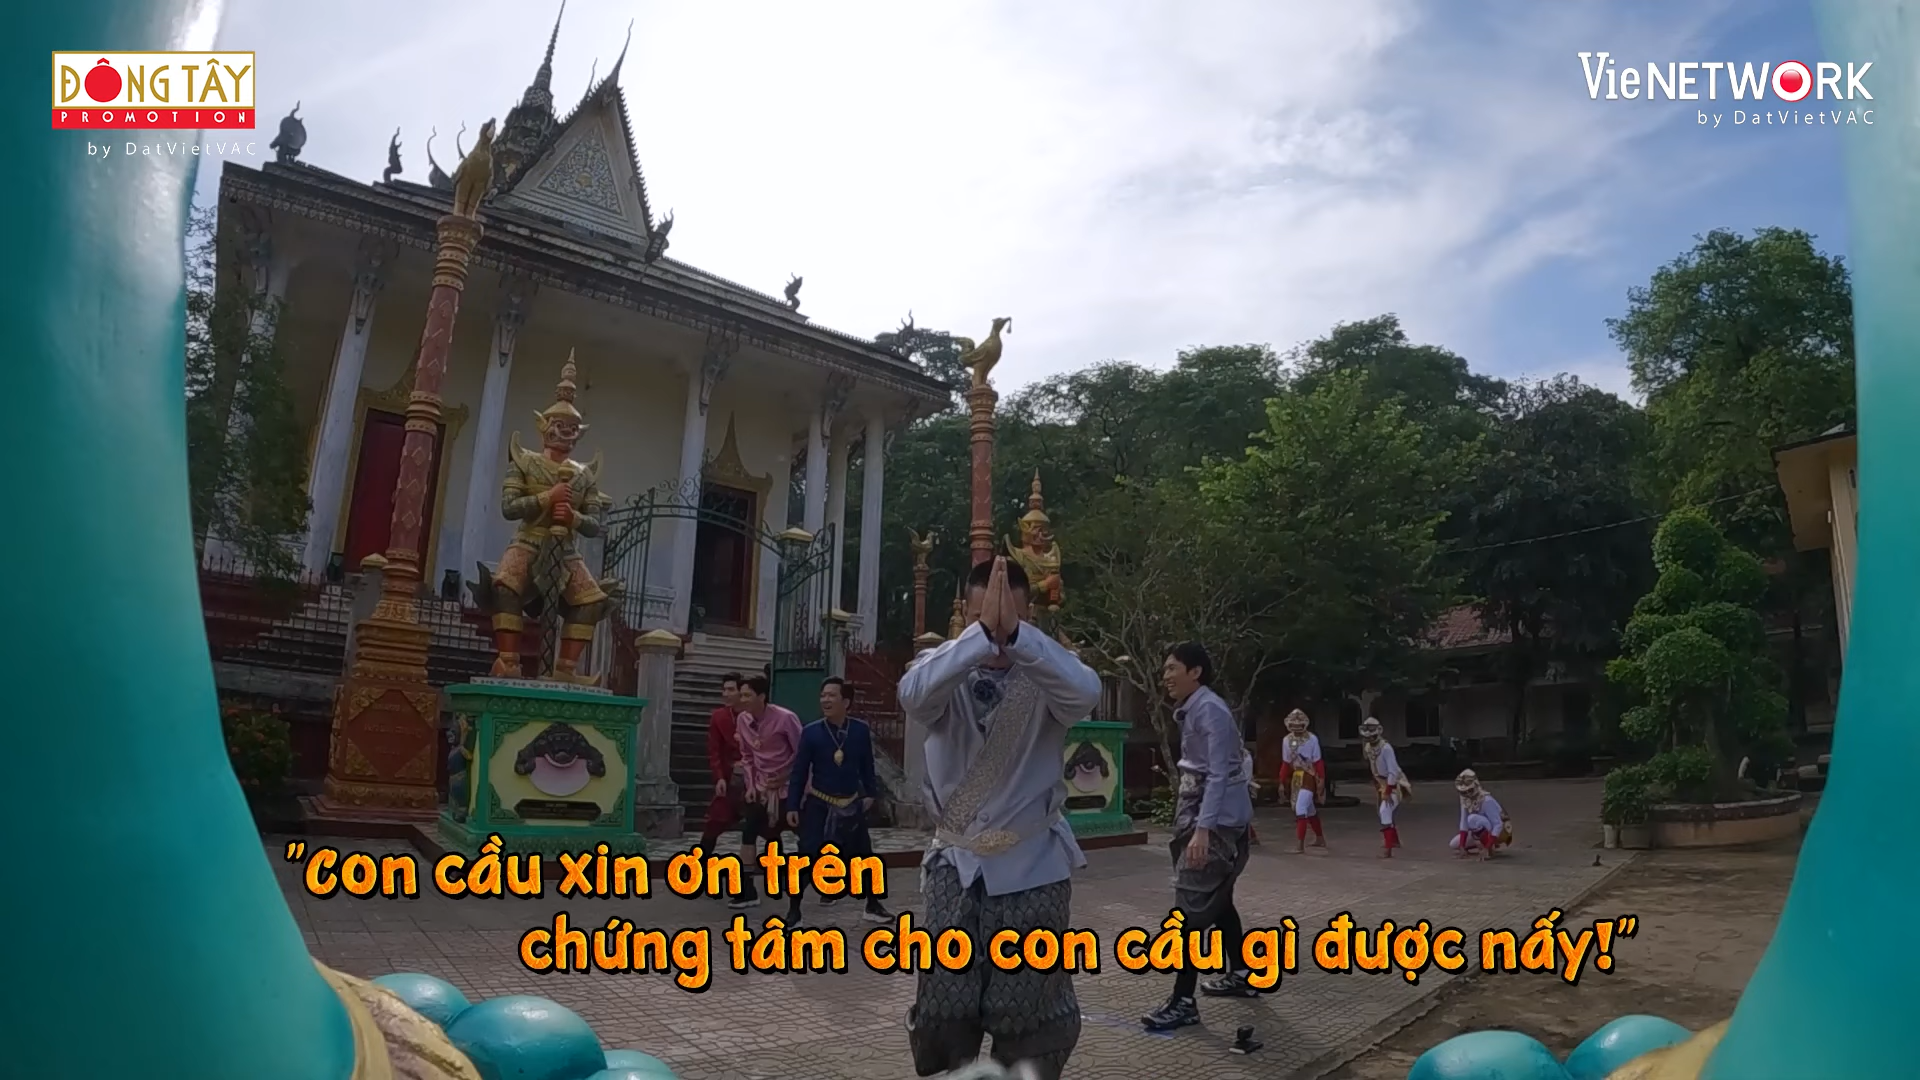 ĐÔNG TÂY
PROMOTION
by DatVietVAC
VieNETWORK
by DatVietVAC
"Con cầu xin ơn trên
chứng tâm cho con cầu gì được nấy!"